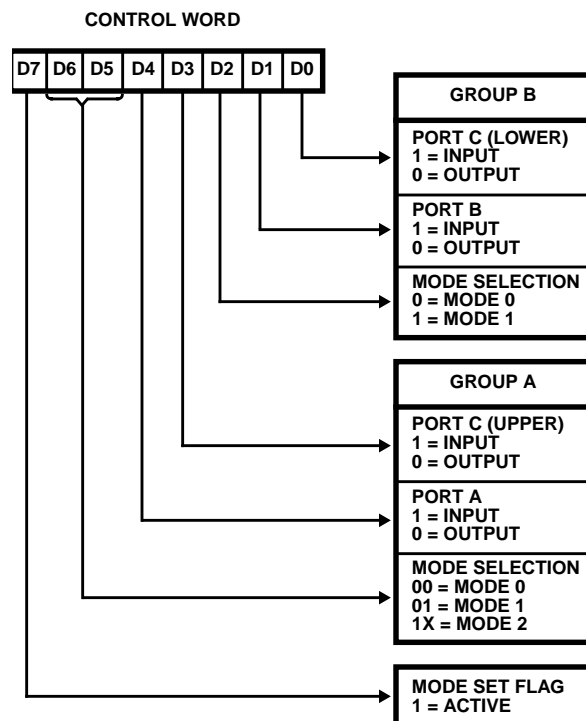 CONTROL WORD
D7 D6 D5 D4 D3 D2 D1 D0
GROUP B
PORT C (LOWER)
1 = INPUT
0 = OUTPUT
PORT B
1 = INPUT
0 = OUTPUT
MODE SELECTION
0 = MODE 0
1 = MODE 1
GROUP A
PORT C (UPPER)
1 = INPUT
0 = OUTPUT
PORT A
1 = INPUT
0 = OUTPUT
MODE SELECTION
00 = MODE 0
01 = MODE 1
1X = MODE 2
MODE SET FLAG
1 = ACTIVE